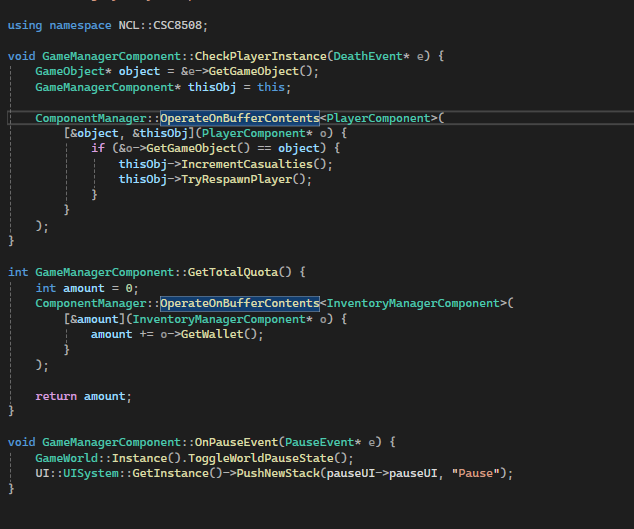 using namespace NCL::CSC8508;
void GameManagerComponent::CheckPlayerInstance(DeathEvent* e) {
GameObject* object = &e->GetGameObject();
GameManagerComponent* thisObj = this;
ComponentManager::OperateOnBufferContents<PlayerComponent>(
[&object, &thisObj](PlayerComponent* o) {
if (&o->GetGameObject() == object) {
thisObj->IncrementCasualties();
thisObj->TryRespawnPlayer();
}
}
);
}
int GameManagerComponent::GetTotalQuota() {
int amount = 0;
ComponentManager::OperateOnBufferContents<InventoryManagerComponent>(
[&amount](InventoryManagerComponent* o) {
amount += o->GetWallet();
}
);
return amount;
}
void GameManagerComponent::OnPauseEvent(PauseEvent* e) {
GameWorld::Instance().ToggleWorldPauseState();
UI::UISystem::GetInstance()->PushNewStack(pauseUI->pauseUI, "Pause");
}